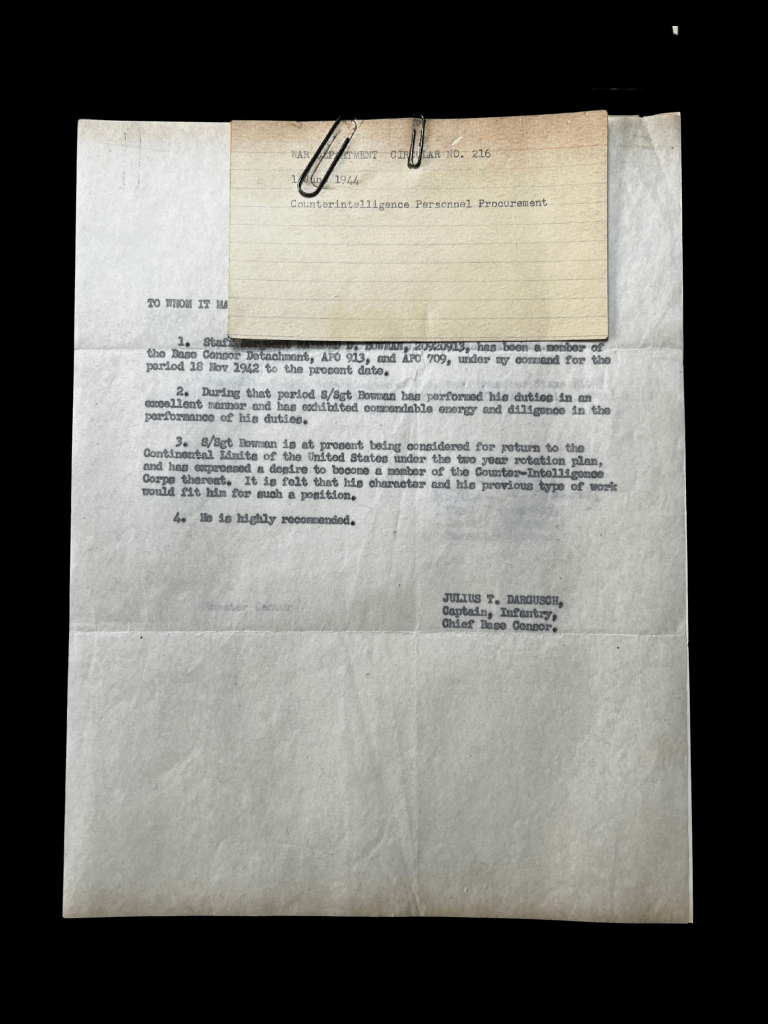 WAR DEPARTMENT CIRCULAR NO. 216
1 June 1944
Counterintelligence Personnel Procurement
TO WHOM IT MA
1. Staff D. BOWMAN, 20920913, has been a member of
the Base Censor Detachment, APO 913, and APO 709, under my command for the
period 18 Nov 1942 to the present date.
2. During that period S/Sgt Bowman has performed his duties in an
excellent manner and has exhibited commendable energy and diligence in the
performance of his duties.
3. S/Sgt Bowman is at present being considered for return to the
Continental Limits of the United States under the two year rotation plan,
and has expressed a desire to become a member of the Counter-Intelligence
Corps thereat. It is felt that his character and his previous type of work
would fit him for such a position.
4. He is highly recommended.
JULIUS T. DARGUSCH,
Captain, Infantry,
Chief Base Censor.